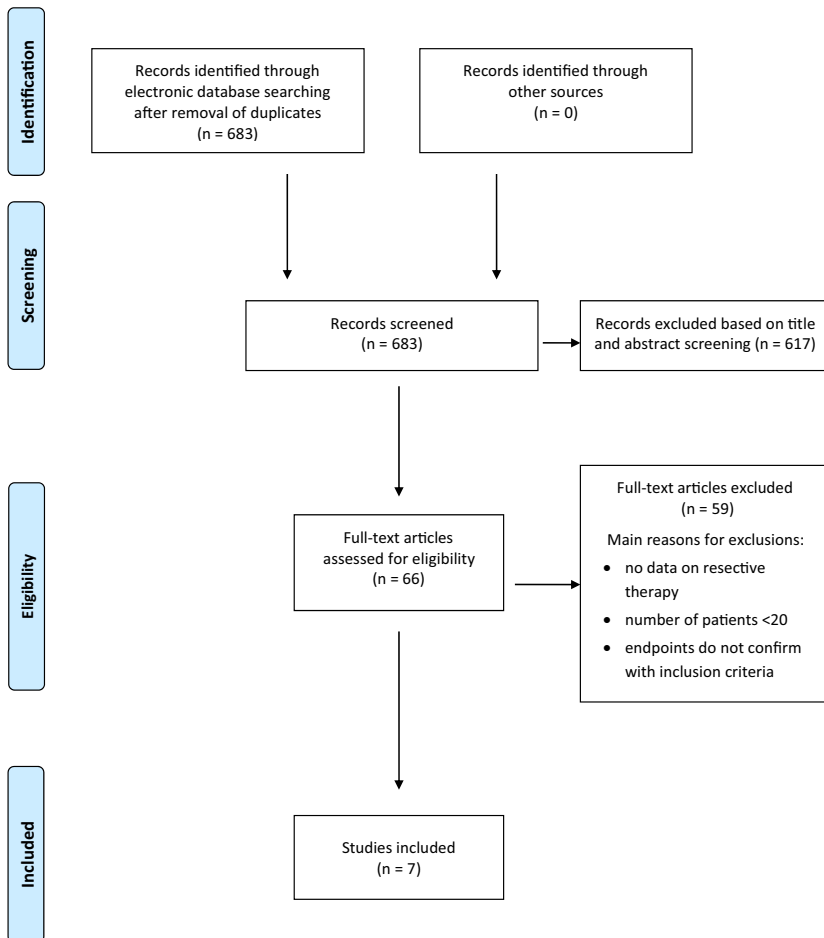 Identification
Records identified through
electronic database searching
after removal of duplicates
(n = 683)
Records identified through
other sources
(n = 0)
Screening
Records screened
(n = 683)
Records excluded based on title
and abstract screening (n = 617)
Eligibility
Full-text articles
assessed for eligibility
(n = 66)
Full-text articles excluded
(n = 59)
Main reasons for exclusions:
• no data on resective
therapy
• number of patients <20
• endpoints do not confirm
with inclusion criteria
Included
Studies included
(n = 7)